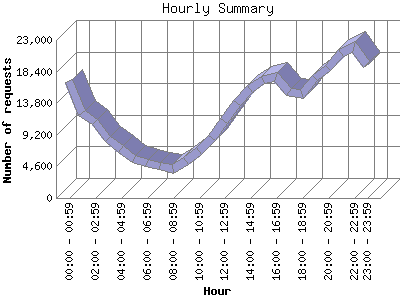 Hourly Summary
23,000
18,400
13,800
9,200
4,600
0
Number of requests
00:00 - 00:59
02:00 - 02:59
04:00 - 04:59
06:00 - 06:59
08:00 - 08:59
10:00 - 10:59
12:00 - 12:59
14:00 - 14:59
16:00 - 16:59
18:00 - 18:59
20:00 - 20:59
22:00 - 22:59
23:00 - 23:59
Hour